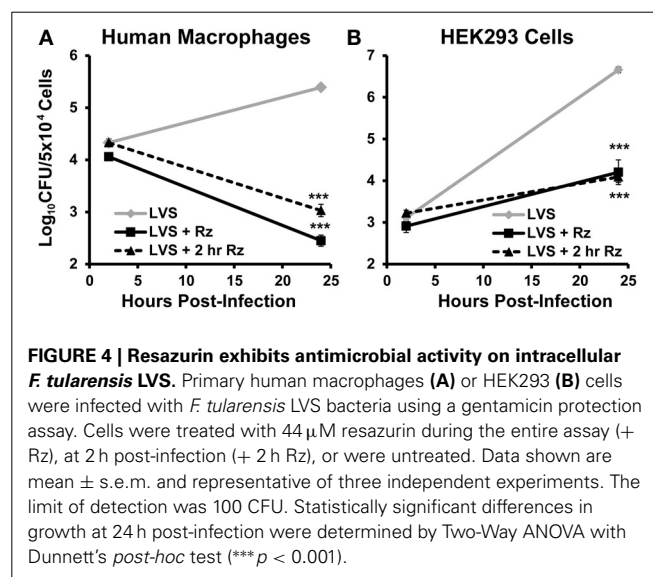 A Human Macrophages
B HEK293 Cells
Log10CFU/5x10^4 Cells
6
5
4
3
2
***
***
LVS
LVS + Rz
LVS + 2 hr Rz
0 5 10 15 20 25
Hours Post-Infection
7
6
5
4
3
2
***
***
LVS
LVS + Rz
LVS + 2 hr Rz
0 5 10 15 20 25
Hours Post-Infection
FIGURE 4 | Resazurin exhibits antimicrobial activity on intracellular
F. tularensis LVS. Primary human macrophages (A) or HEK293 (B) cells
were infected with F. tularensis LVS bacteria using a gentamicin protection
assay. Cells were treated with 44 μM resazurin during the entire assay (+
Rz), at 2 h post-infection (+ 2 h Rz), or were untreated. Data shown are
mean ± s.e.m. and representative of three independent experiments. The
limit of detection was 100 CFU. Statistically significant differences in
growth at 24 h post-infection were determined by Two-Way ANOVA with
Dunnett's post-hoc test (***p < 0.001).